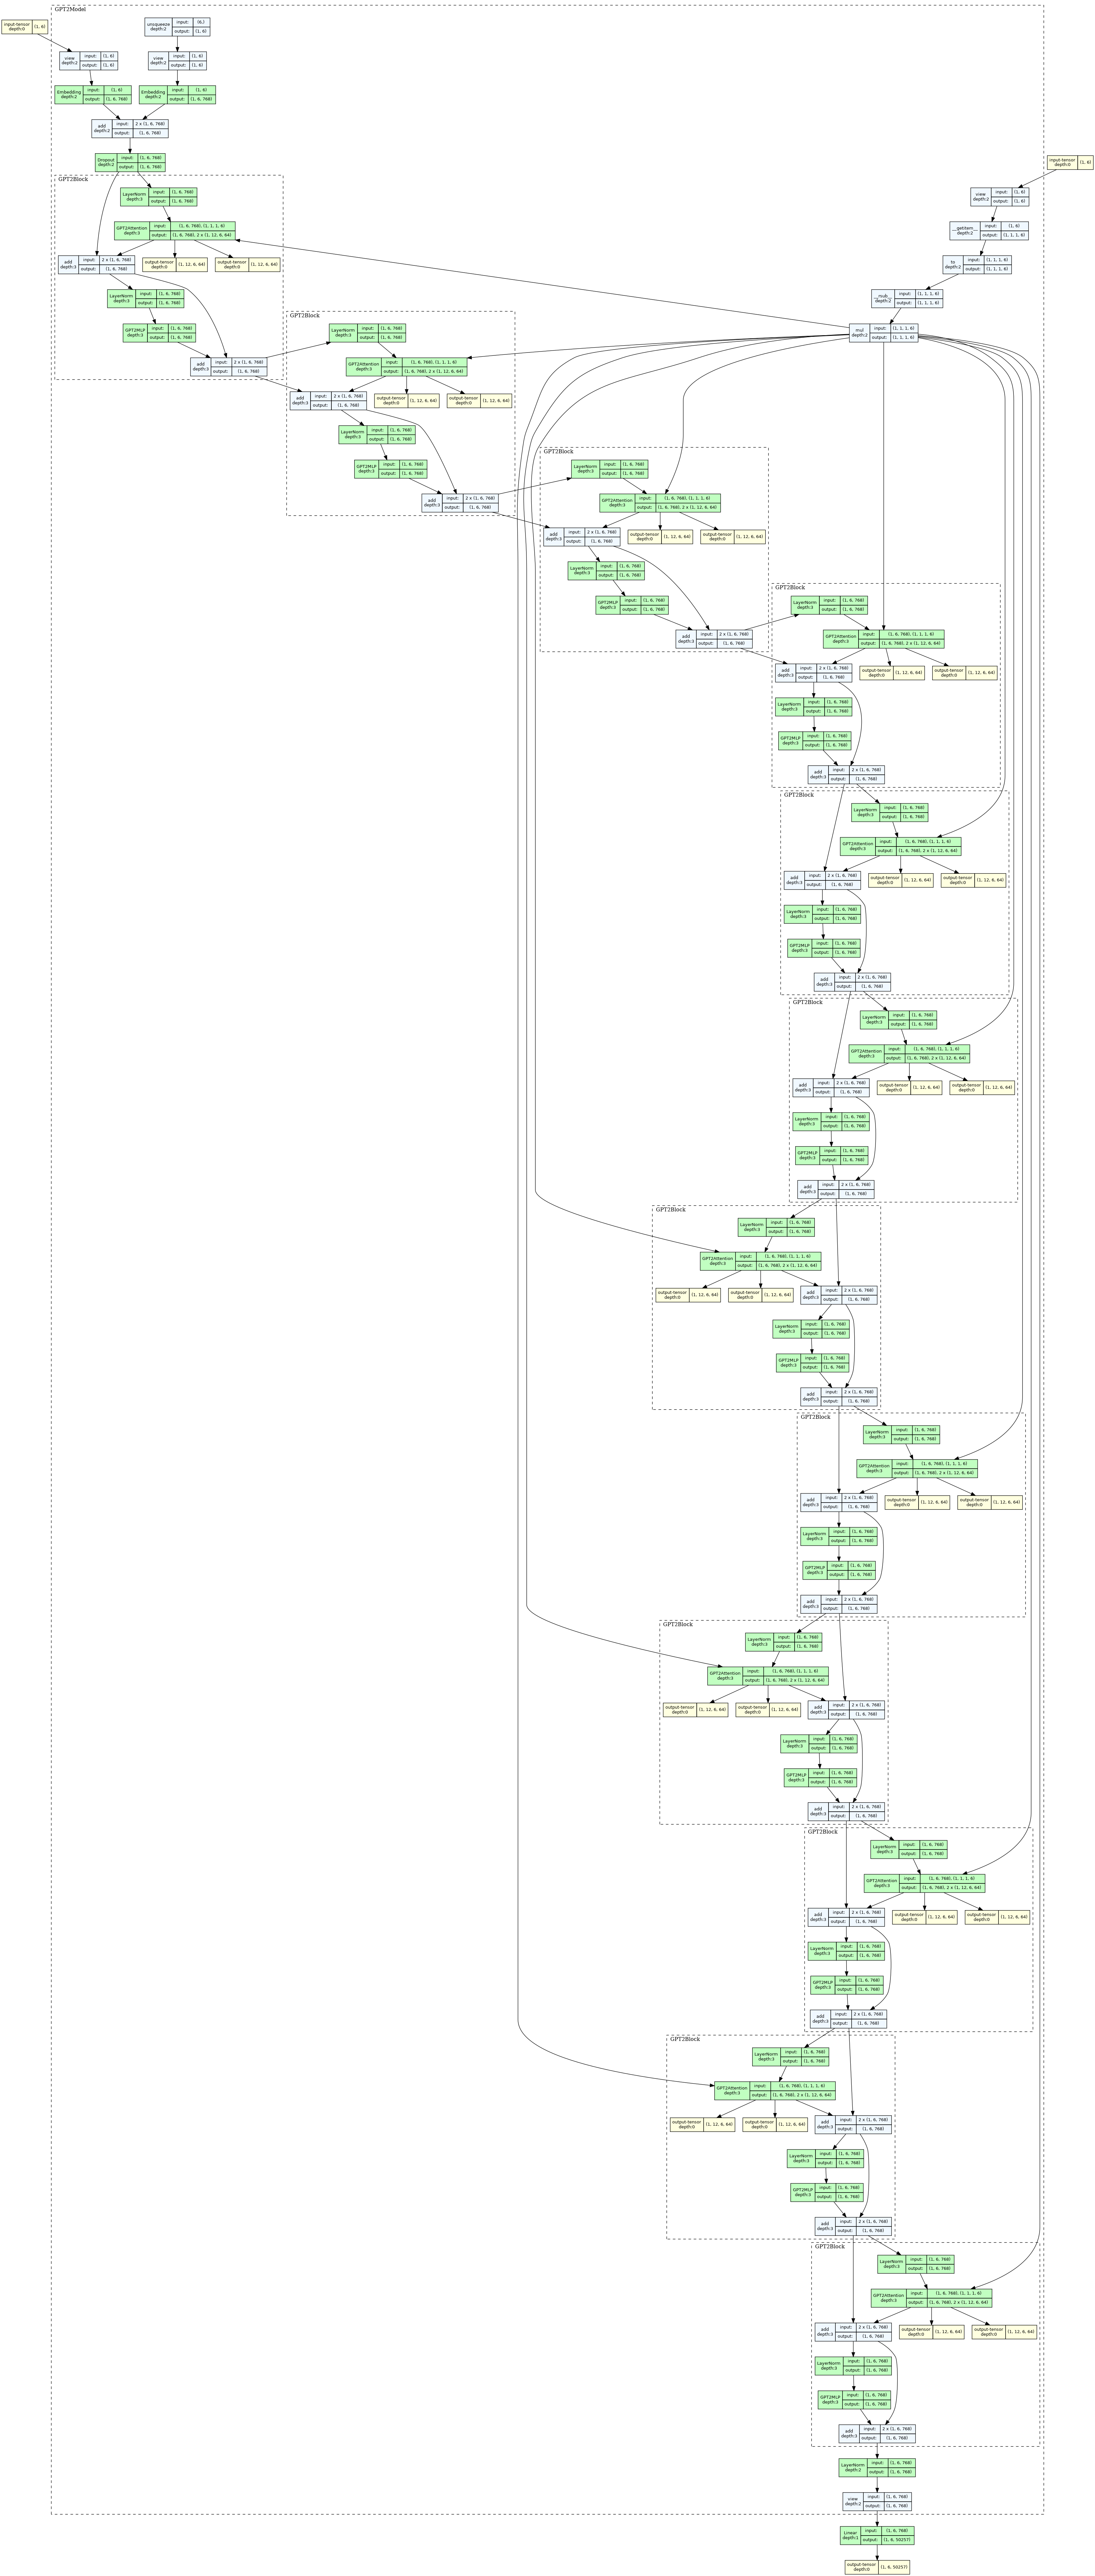 GPT2Model
input-tensor depth:0 (1, 6)
unsqueeze depth:2 input: (6,)
output: (1, 6)
view depth:2 input: (1, 6)
output: (1, 6)
view depth:2 input: (1, 6)
output: (1, 6)
Embedding depth:2 input: (1, 6)
output: (1, 6, 768)
Embedding depth:2 input: (1, 6)
output: (1, 6, 768)
add depth:2 input: 2 x (1, 6, 768)
output: (1, 6, 768)
Dropout depth:2 input: (1, 6, 768)
output: (1, 6, 768)
input-tensor depth:0 (1, 6)
view depth:2 input: (1, 6)
output: (1, 6)
__getitem__ depth:2 input: (1, 6)
output: (1, 1, 1, 6)
to depth:2 input: (1, 1, 1, 6)
output: (1, 1, 1, 6)
__rsub__ depth:2 input: (1, 1, 1, 6)
output: (1, 1, 1, 6)
mul depth:2 input: (1, 1, 1, 6)
output: (1, 1, 1, 6)
GPT2Block
LayerNorm depth:3 input: (1, 6, 768)
output: (1, 6, 768)
GPT2Attention depth:3 input: (1, 6, 768), (1, 1, 1, 6)
output: (1, 6, 768), 2 x (1, 12, 6, 64)
add depth:3 input: 2 x (1, 6, 768)
output: (1, 6, 768)
output-tensor depth:0 (1, 12, 6, 64)
output-tensor depth:0 (1, 12, 6, 64)
LayerNorm depth:3 input: (1, 6, 768)
output: (1, 6, 768)
GPT2MLP depth:3 input: (1, 6, 768)
output: (1, 6, 768)
add depth:3 input: 2 x (1, 6, 768)
output: (1, 6, 768)
GPT2Block
LayerNorm depth:3 input: (1, 6, 768)
output: (1, 6, 768)
GPT2Attention depth:3 input: (1, 6, 768), (1, 1, 1, 6)
output: (1, 6, 768), 2 x (1, 12, 6, 64)
add depth:3 input: 2 x (1, 6, 768)
output: (1, 6, 768)
output-tensor depth:0 (1, 12, 6, 64)
output-tensor depth:0 (1, 12, 6, 64)
LayerNorm depth:3 input: (1, 6, 768)
output: (1, 6, 768)
GPT2MLP depth:3 input: (1, 6, 768)
output: (1, 6, 768)
add depth:3 input: 2 x (1, 6, 768)
output: (1, 6, 768)
GPT2Block
LayerNorm depth:3 input: (1, 6, 768)
output: (1, 6, 768)
GPT2Attention depth:3 input: (1, 6, 768), (1, 1, 1, 6)
output: (1, 6, 768), 2 x (1, 12, 6, 64)
add depth:3 input: 2 x (1, 6, 768)
output: (1, 6, 768)
output-tensor depth:0 (1, 12, 6, 64)
output-tensor depth:0 (1, 12, 6, 64)
LayerNorm depth:3 input: (1, 6, 768)
output: (1, 6, 768)
GPT2MLP depth:3 input: (1, 6, 768)
output: (1, 6, 768)
add depth:3 input: 2 x (1, 6, 768)
output: (1, 6, 768)
GPT2Block
LayerNorm depth:3 input: (1, 6, 768)
output: (1, 6, 768)
GPT2Attention depth:3 input: (1, 6, 768), (1, 1, 1, 6)
output: (1, 6, 768), 2 x (1, 12, 6, 64)
add depth:3 input: 2 x (1, 6, 768)
output: (1, 6, 768)
output-tensor depth:0 (1, 12, 6, 64)
output-tensor depth:0 (1, 12, 6, 64)
LayerNorm depth:3 input: (1, 6, 768)
output: (1, 6, 768)
GPT2MLP depth:3 input: (1, 6, 768)
output: (1, 6, 768)
add depth:3 input: 2 x (1, 6, 768)
output: (1, 6, 768)
GPT2Block
LayerNorm depth:3 input: (1, 6, 768)
output: (1, 6, 768)
GPT2Attention depth:3 input: (1, 6, 768), (1, 1, 1, 6)
output: (1, 6, 768), 2 x (1, 12, 6, 64)
add depth:3 input: 2 x (1, 6, 768)
output: (1, 6, 768)
output-tensor depth:0 (1, 12, 6, 64)
output-tensor depth:0 (1, 12, 6, 64)
LayerNorm depth:3 input: (1, 6, 768)
output: (1, 6, 768)
GPT2MLP depth:3 input: (1, 6, 768)
output: (1, 6, 768)
add depth:3 input: 2 x (1, 6, 768)
output: (1, 6, 768)
GPT2Block
LayerNorm depth:3 input: (1, 6, 768)
output: (1, 6, 768)
GPT2Attention depth:3 input: (1, 6, 768), (1, 1, 1, 6)
output: (1, 6, 768), 2 x (1, 12, 6, 64)
add depth:3 input: 2 x (1, 6, 768)
output: (1, 6, 768)
output-tensor depth:0 (1, 12, 6, 64)
output-tensor depth:0 (1, 12, 6, 64)
LayerNorm depth:3 input: (1, 6, 768)
output: (1, 6, 768)
GPT2MLP depth:3 input: (1, 6, 768)
output: (1, 6, 768)
add depth:3 input: 2 x (1, 6, 768)
output: (1, 6, 768)
GPT2Block
LayerNorm depth:3 input: (1, 6, 768)
output: (1, 6, 768)
GPT2Attention depth:3 input: (1, 6, 768), (1, 1, 1, 6)
output: (1, 6, 768), 2 x (1, 12, 6, 64)
output-tensor depth:0 (1, 12, 6, 64)
output-tensor depth:0 (1, 12, 6, 64)
add depth:3 input: 2 x (1, 6, 768)
output: (1, 6, 768)
LayerNorm depth:3 input: (1, 6, 768)
output: (1, 6, 768)
GPT2MLP depth:3 input: (1, 6, 768)
output: (1, 6, 768)
add depth:3 input: 2 x (1, 6, 768)
output: (1, 6, 768)
GPT2Block
LayerNorm depth:3 input: (1, 6, 768)
output: (1, 6, 768)
GPT2Attention depth:3 input: (1, 6, 768), (1, 1, 1, 6)
output: (1, 6, 768), 2 x (1, 12, 6, 64)
add depth:3 input: 2 x (1, 6, 768)
output: (1, 6, 768)
output-tensor depth:0 (1, 12, 6, 64)
output-tensor depth:0 (1, 12, 6, 64)
LayerNorm depth:3 input: (1, 6, 768)
output: (1, 6, 768)
GPT2MLP depth:3 input: (1, 6, 768)
output: (1, 6, 768)
add depth:3 input: 2 x (1, 6, 768)
output: (1, 6, 768)
GPT2Block
LayerNorm depth:3 input: (1, 6, 768)
output: (1, 6, 768)
GPT2Attention depth:3 input: (1, 6, 768), (1, 1, 1, 6)
output: (1, 6, 768), 2 x (1, 12, 6, 64)
output-tensor depth:0 (1, 12, 6, 64)
output-tensor depth:0 (1, 12, 6, 64)
add depth:3 input: 2 x (1, 6, 768)
output: (1, 6, 768)
LayerNorm depth:3 input: (1, 6, 768)
output: (1, 6, 768)
GPT2MLP depth:3 input: (1, 6, 768)
output: (1, 6, 768)
add depth:3 input: 2 x (1, 6, 768)
output: (1, 6, 768)
GPT2Block
LayerNorm depth:3 input: (1, 6, 768)
output: (1, 6, 768)
GPT2Attention depth:3 input: (1, 6, 768), (1, 1, 1, 6)
output: (1, 6, 768), 2 x (1, 12, 6, 64)
add depth:3 input: 2 x (1, 6, 768)
output: (1, 6, 768)
output-tensor depth:0 (1, 12, 6, 64)
output-tensor depth:0 (1, 12, 6, 64)
LayerNorm depth:3 input: (1, 6, 768)
output: (1, 6, 768)
GPT2MLP depth:3 input: (1, 6, 768)
output: (1, 6, 768)
add depth:3 input: 2 x (1, 6, 768)
output: (1, 6, 768)
GPT2Block
LayerNorm depth:3 input: (1, 6, 768)
output: (1, 6, 768)
GPT2Attention depth:3 input: (1, 6, 768), (1, 1, 1, 6)
output: (1, 6, 768), 2 x (1, 12, 6, 64)
output-tensor depth:0 (1, 12, 6, 64)
output-tensor depth:0 (1, 12, 6, 64)
add depth:3 input: 2 x (1, 6, 768)
output: (1, 6, 768)
LayerNorm depth:3 input: (1, 6, 768)
output: (1, 6, 768)
GPT2MLP depth:3 input: (1, 6, 768)
output: (1, 6, 768)
add depth:3 input: 2 x (1, 6, 768)
output: (1, 6, 768)
GPT2Block
LayerNorm depth:3 input: (1, 6, 768)
output: (1, 6, 768)
GPT2Attention depth:3 input: (1, 6, 768), (1, 1, 1, 6)
output: (1, 6, 768), 2 x (1, 12, 6, 64)
add depth:3 input: 2 x (1, 6, 768)
output: (1, 6, 768)
output-tensor depth:0 (1, 12, 6, 64)
output-tensor depth:0 (1, 12, 6, 64)
LayerNorm depth:3 input: (1, 6, 768)
output: (1, 6, 768)
GPT2MLP depth:3 input: (1, 6, 768)
output: (1, 6, 768)
add depth:3 input: 2 x (1, 6, 768)
output: (1, 6, 768)
LayerNorm depth:2 input: (1, 6, 768)
output: (1, 6, 768)
view depth:2 input: (1, 6, 768)
output: (1, 6, 768)
Linear depth:1 input: (1, 6, 768)
output: (1, 6, 50257)
output-tensor depth:0 (1, 6, 50257)